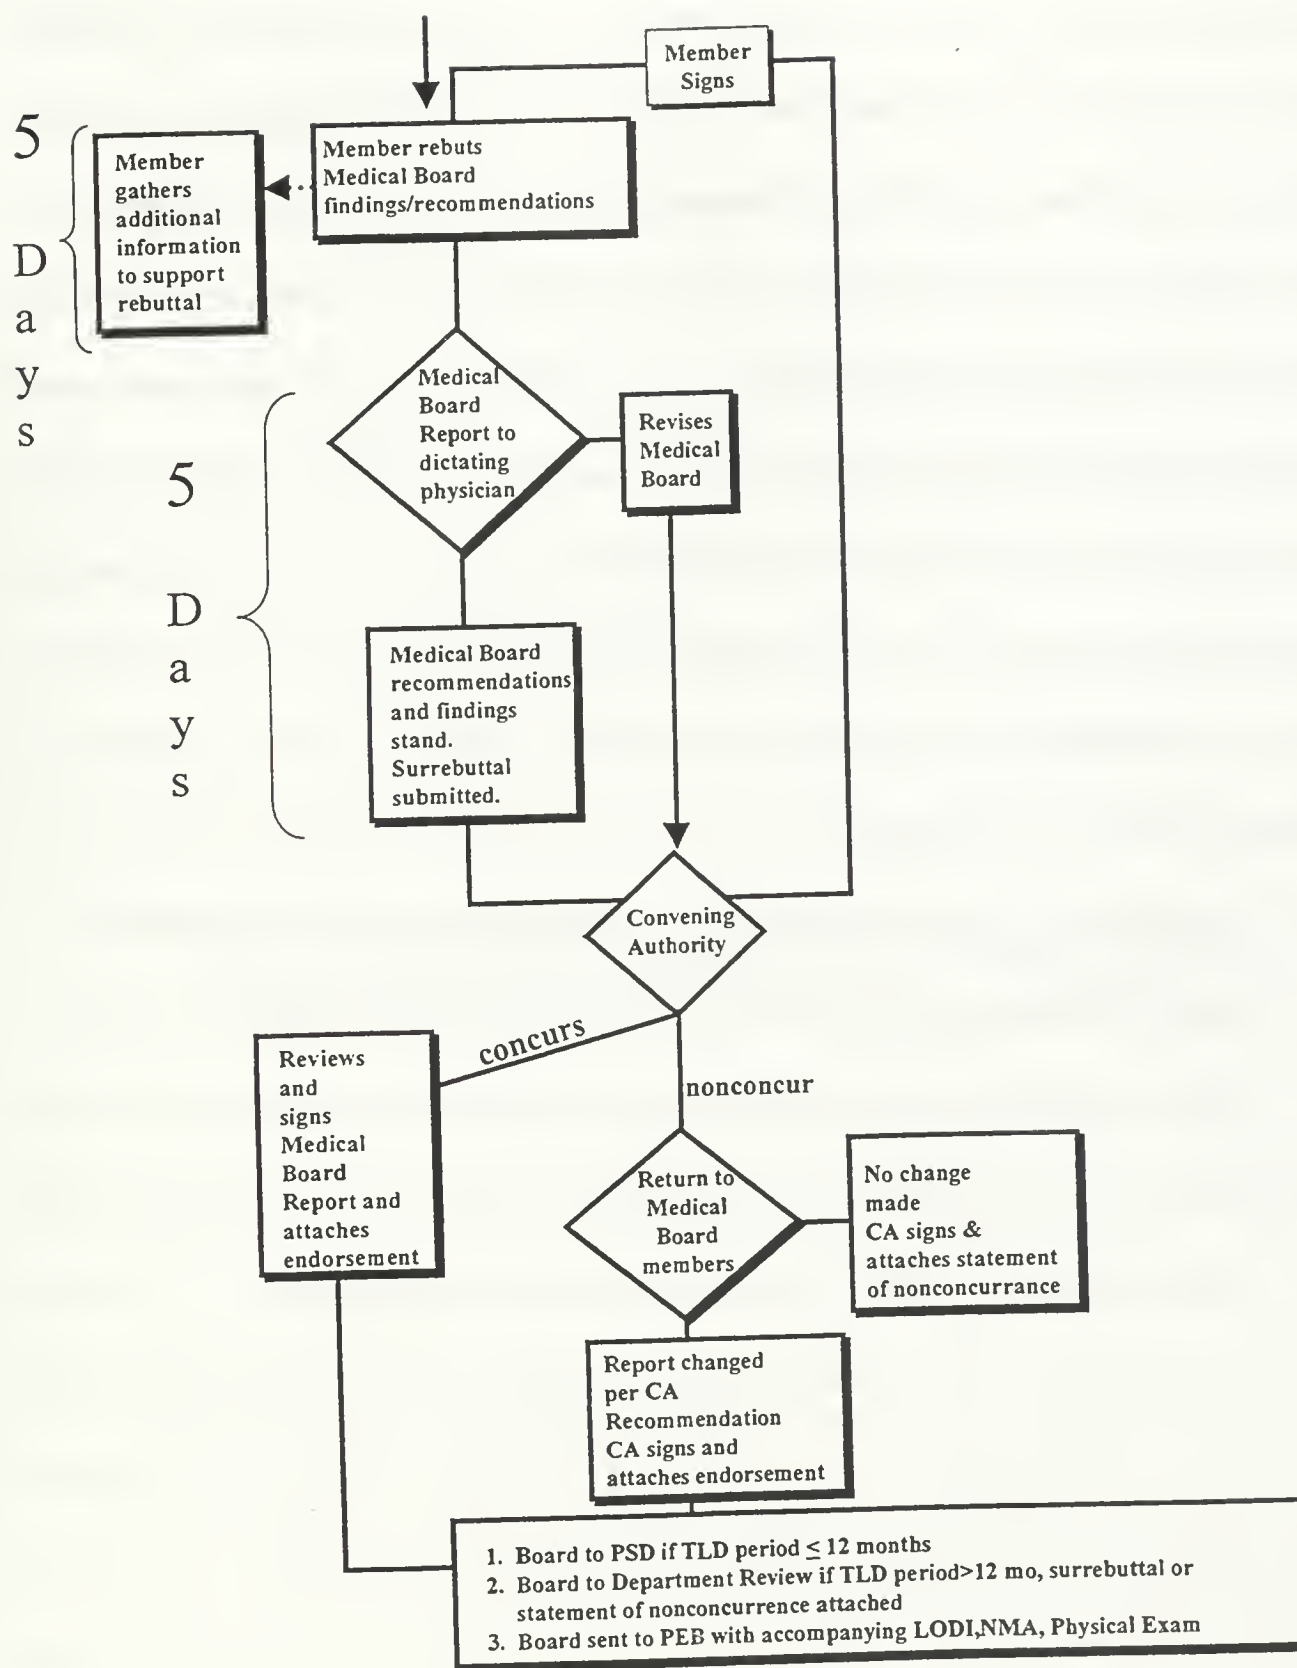 Member
Signs
5
D
a
y
s
Member
gathers
additional
information
to support
rebuttal
Member rebuts
Medical Board
findings/recommendations
5
D
a
y
s
Medical
Board
Report to
dictating
physician
Revises
Medical
Board
Medical Board
recommendations
and findings
stand.
Surrebuttal
submitted.
Convening
Authority
concurs
nonconcur
Reviews
and
signs
Medical
Board
Report and
attaches
endorsement
Return to
Medical
Board
members
No change
made
CA signs &
attaches statement
of nonconcurrance
Report changed
per CA
Recommendation
CA signs and
attaches endorsement
1. Board to PSD if TLD period ≤ 12 months
2. Board to Department Review if TLD period>12 mo, surrebuttal or
statement of nonconcurrence attached
3. Board sent to PEB with accompanying LODI,NMA, Physical Exam